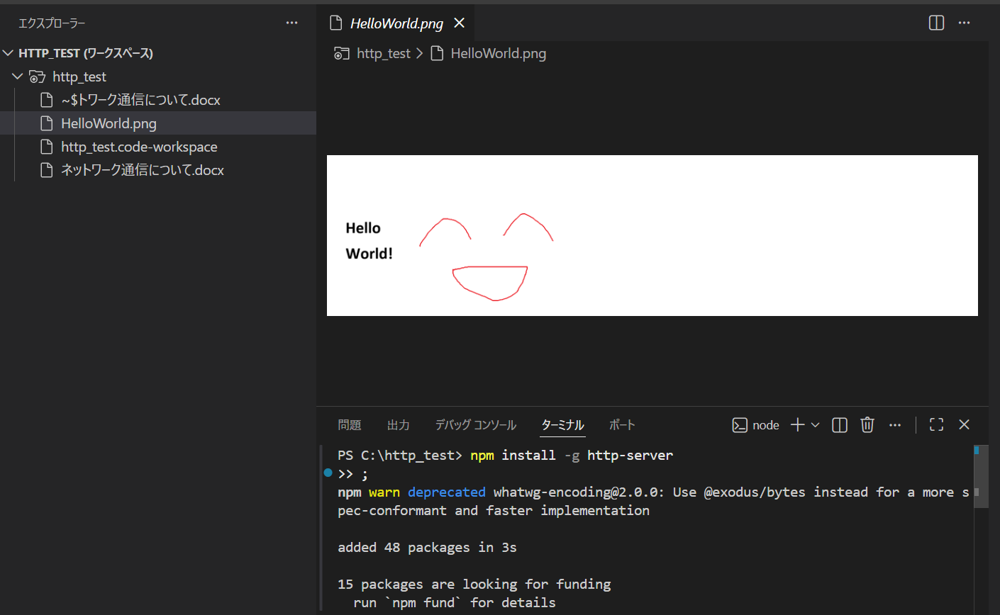 エクスプローラー
HTTP_TEST (ワークスペース)
http_test
~$トワーク通信について.docx
HelloWorld.png
http_test.code-workspace
ネットワーク通信について.docx
HelloWorld.png
http_test > HelloWorld.png
Hello
World!
問題 出力 デバッグ コンソール ターミナル ポート node
PS C:\http_test> npm install -g http-server
>> ;
npm warn deprecated whatwg-encoding@2.0.0: Use @exodus/bytes instead for a more s
pec-conformant and faster implementation
added 48 packages in 3s
15 packages are looking for funding
run `npm fund` for details